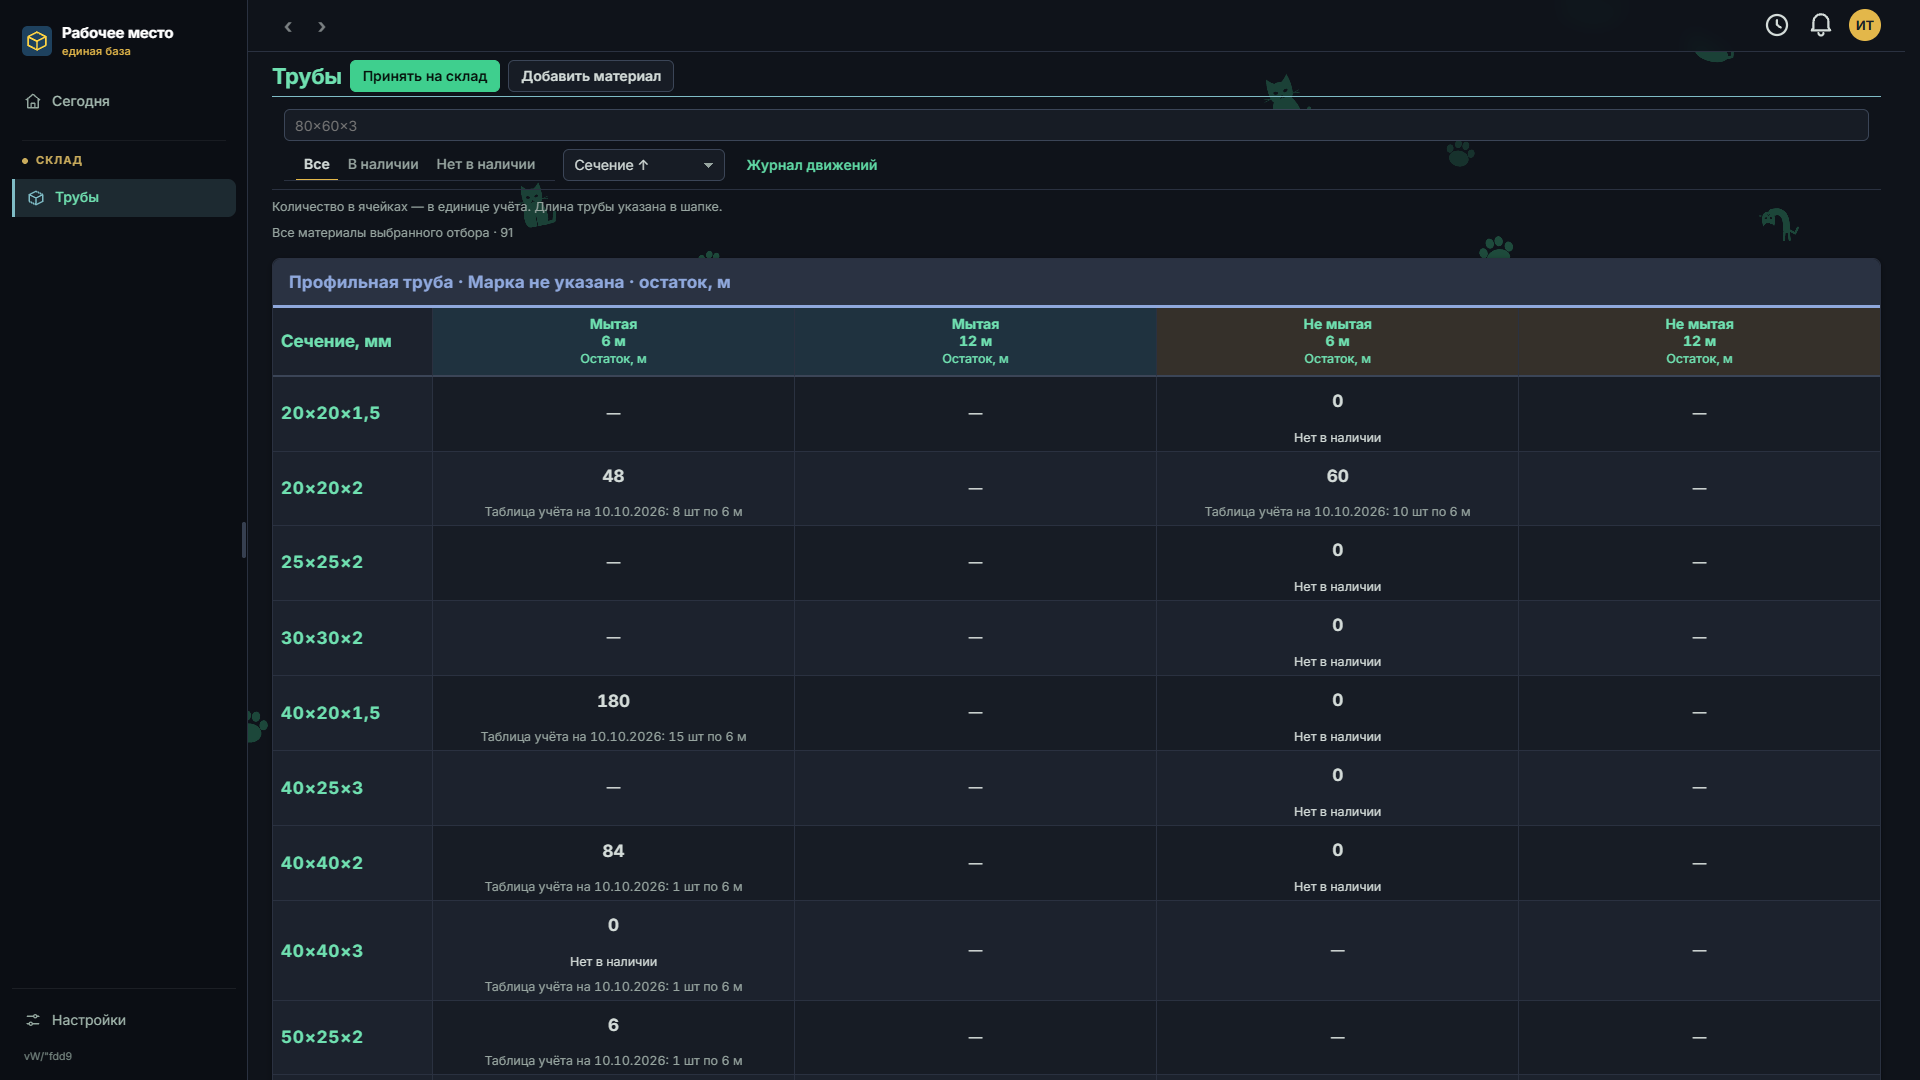 Рабочее место
единая база
Сегодня
СКЛАД
Трубы
Настройки
vW/"fdd9
ИТ
Трубы
Принять на склад
Добавить материал
80×60×3
Все
В наличии
Нет в наличии
Сечение ↑
Журнал движений
Количество в ячейках — в единице учёта. Длина трубы указана в шапке.
Все материалы выбранного отбора · 91
Профильная труба · Марка не указана · остаток, м
Сечение, мм
Мытая
6 м
Остаток, м
Мытая
12 м
Остаток, м
Не мытая
6 м
Остаток, м
Не мытая
12 м
Остаток, м
20×20×1,5
—
—
0
Нет в наличии
—
20×20×2
48
Таблица учёта на 10.10.2026: 8 шт по 6 м
—
60
Таблица учёта на 10.10.2026: 10 шт по 6 м
—
25×25×2
—
—
0
Нет в наличии
—
30×30×2
—
—
0
Нет в наличии
—
40×20×1,5
180
Таблица учёта на 10.10.2026: 15 шт по 6 м
—
0
Нет в наличии
—
40×25×3
—
—
0
Нет в наличии
—
40×40×2
84
Таблица учёта на 10.10.2026: 1 шт по 6 м
—
0
Нет в наличии
—
40×40×3
0
Нет в наличии
Таблица учёта на 10.10.2026: 1 шт по 6 м
—
—
—
50×25×2
6
Таблица учёта на 10.10.2026: 1 шт по 6 м
—
—
—